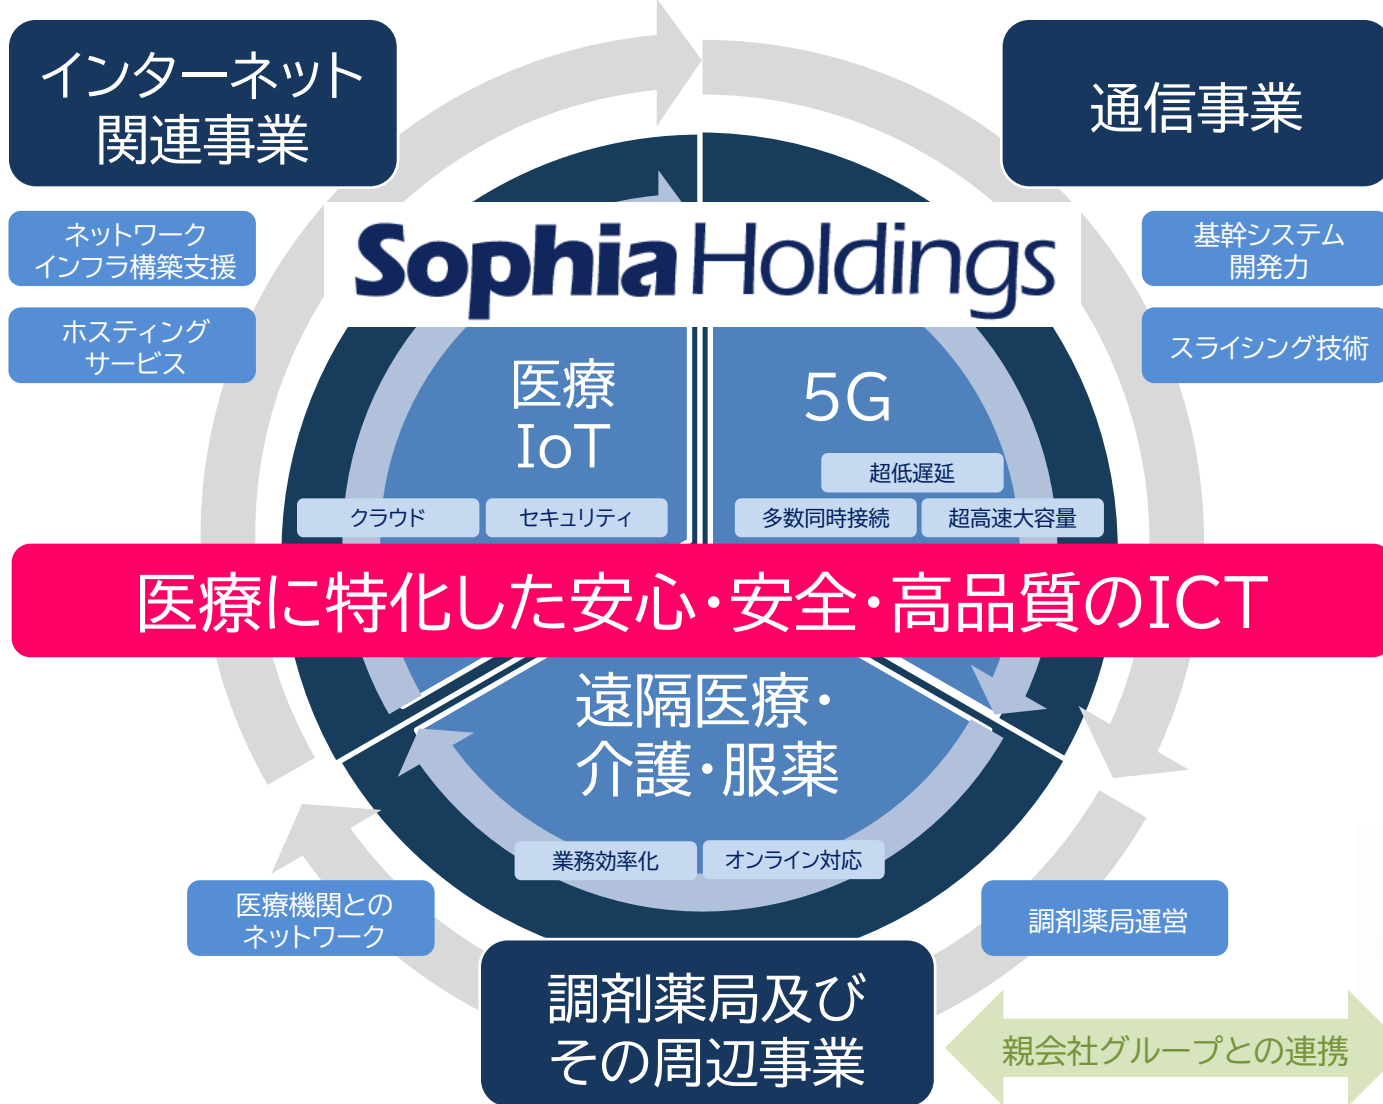 インターネット
関連事業
通信事業
ネットワーク
インフラ構築支援
ホスティング
サービス
Sophia Holdings
基幹システム
開発力
スライシング技術
医療
IoT
クラウド
セキュリティ
5G
超低遅延
多数同時接続
超高速大容量
医療に特化した安心・安全・高品質のICT
遠隔医療・
介護・服薬
業務効率化
オンライン対応
医療機関との
ネットワーク
調剤薬局運営
調剤薬局及び
その周辺事業
親会社グループとの連携